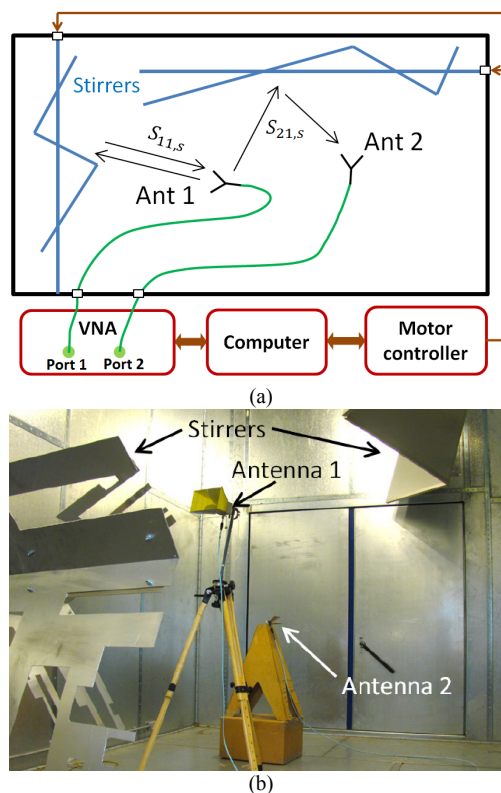 Stirrers
S11,s
S21,s
Ant 1
Ant 2
VNA
Port 1
Port 2
Computer
Motor
controller
(a)
Stirrers
Antenna 1
Antenna 2
(b)